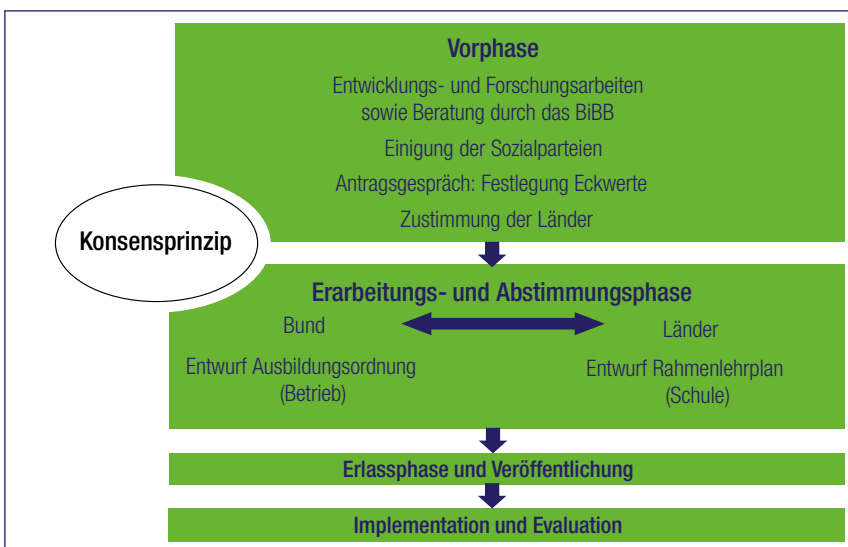 Vorphase
Entwicklungs- und Forschungsarbeiten
sowie Beratung durch das BiBB
Einigung der Sozialparteien
Antragsgespräch: Festlegung Eckwerte
Zustimmung der Länder
Konsensprinzip
Erarbeitungs- und Abstimmungsphase
Bund
Länder
Entwurf Ausbildungsordnung
(Betrieb)
Entwurf Rahmenlehrplan
(Schule)
Erlassphase und Veröffentlichung
Implementation und Evaluation